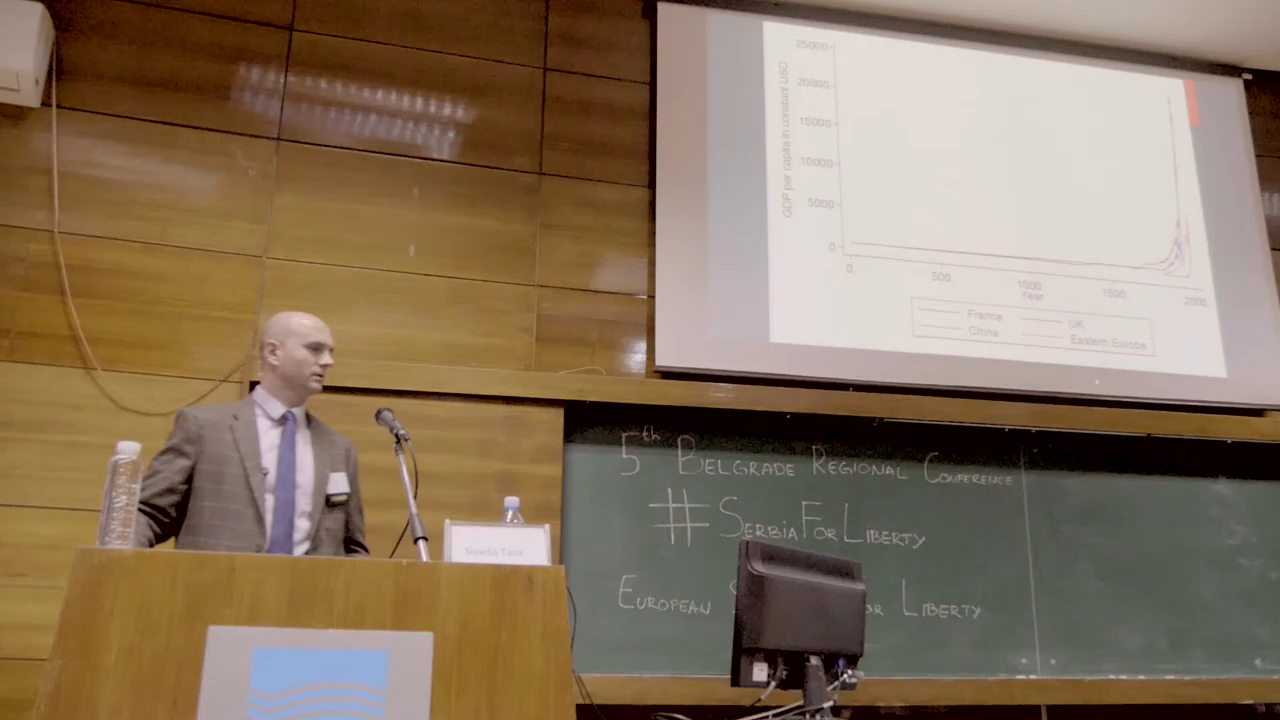 25000
20000
15000
10000
5000
0
GDP per capita in constant USD
0 500 1000 1500 2000
Year
France UK
China Eastern Europe
5th BELGRADE REGIONAL CONFERENCE
#SERBIAFORLIBERTY
EUROPEAN OR LIBERTY